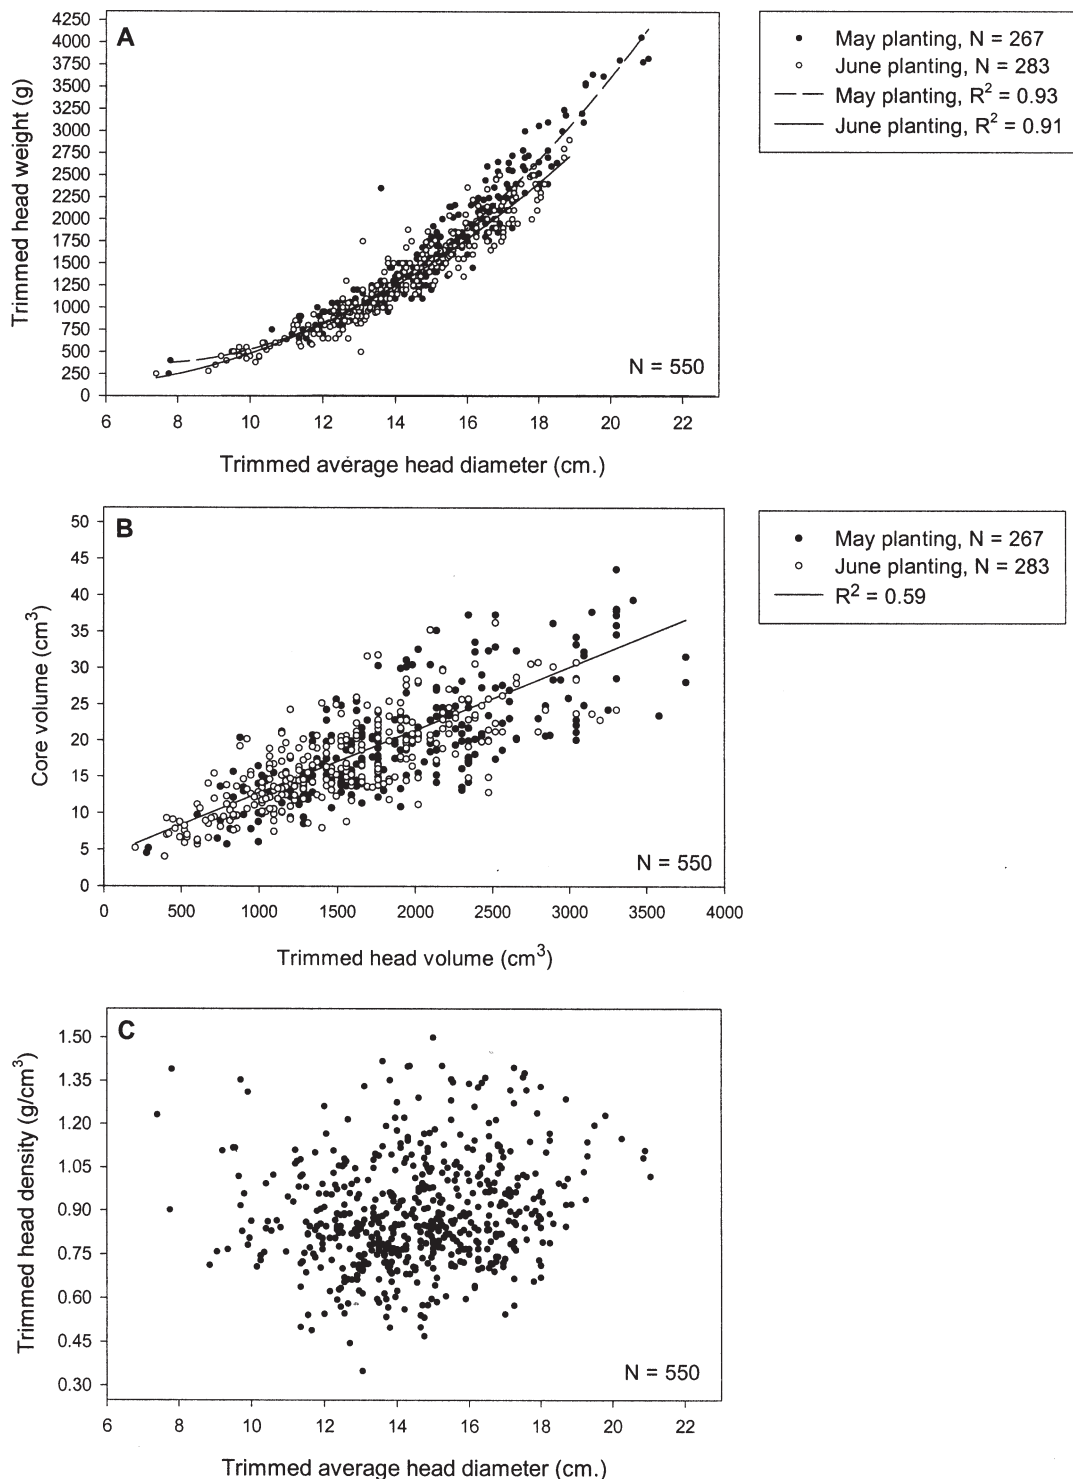 A
4250
4000
3750
3500
3250
3000
2750
2500
2250
2000
1750
1500
1250
1000
750
500
250
0
Trimmed head weight (g)
N = 550
6 8 10 12 14 16 18 20 22
Trimmed average head diameter (cm.)
May planting, N = 267
June planting, N = 283
May planting, R² = 0.93
June planting, R² = 0.91
B
50
45
40
35
30
25
20
15
10
5
0
Core volume (cm³)
N = 550
0 500 1000 1500 2000 2500 3000 3500 4000
Trimmed head volume (cm³)
May planting, N = 267
June planting, N = 283
R² = 0.59
C
1.50
1.35
1.20
1.05
0.90
0.75
0.60
0.45
0.30
Trimmed head density (g/cm³)
N = 550
6 8 10 12 14 16 18 20 22
Trimmed average head diameter (cm.)